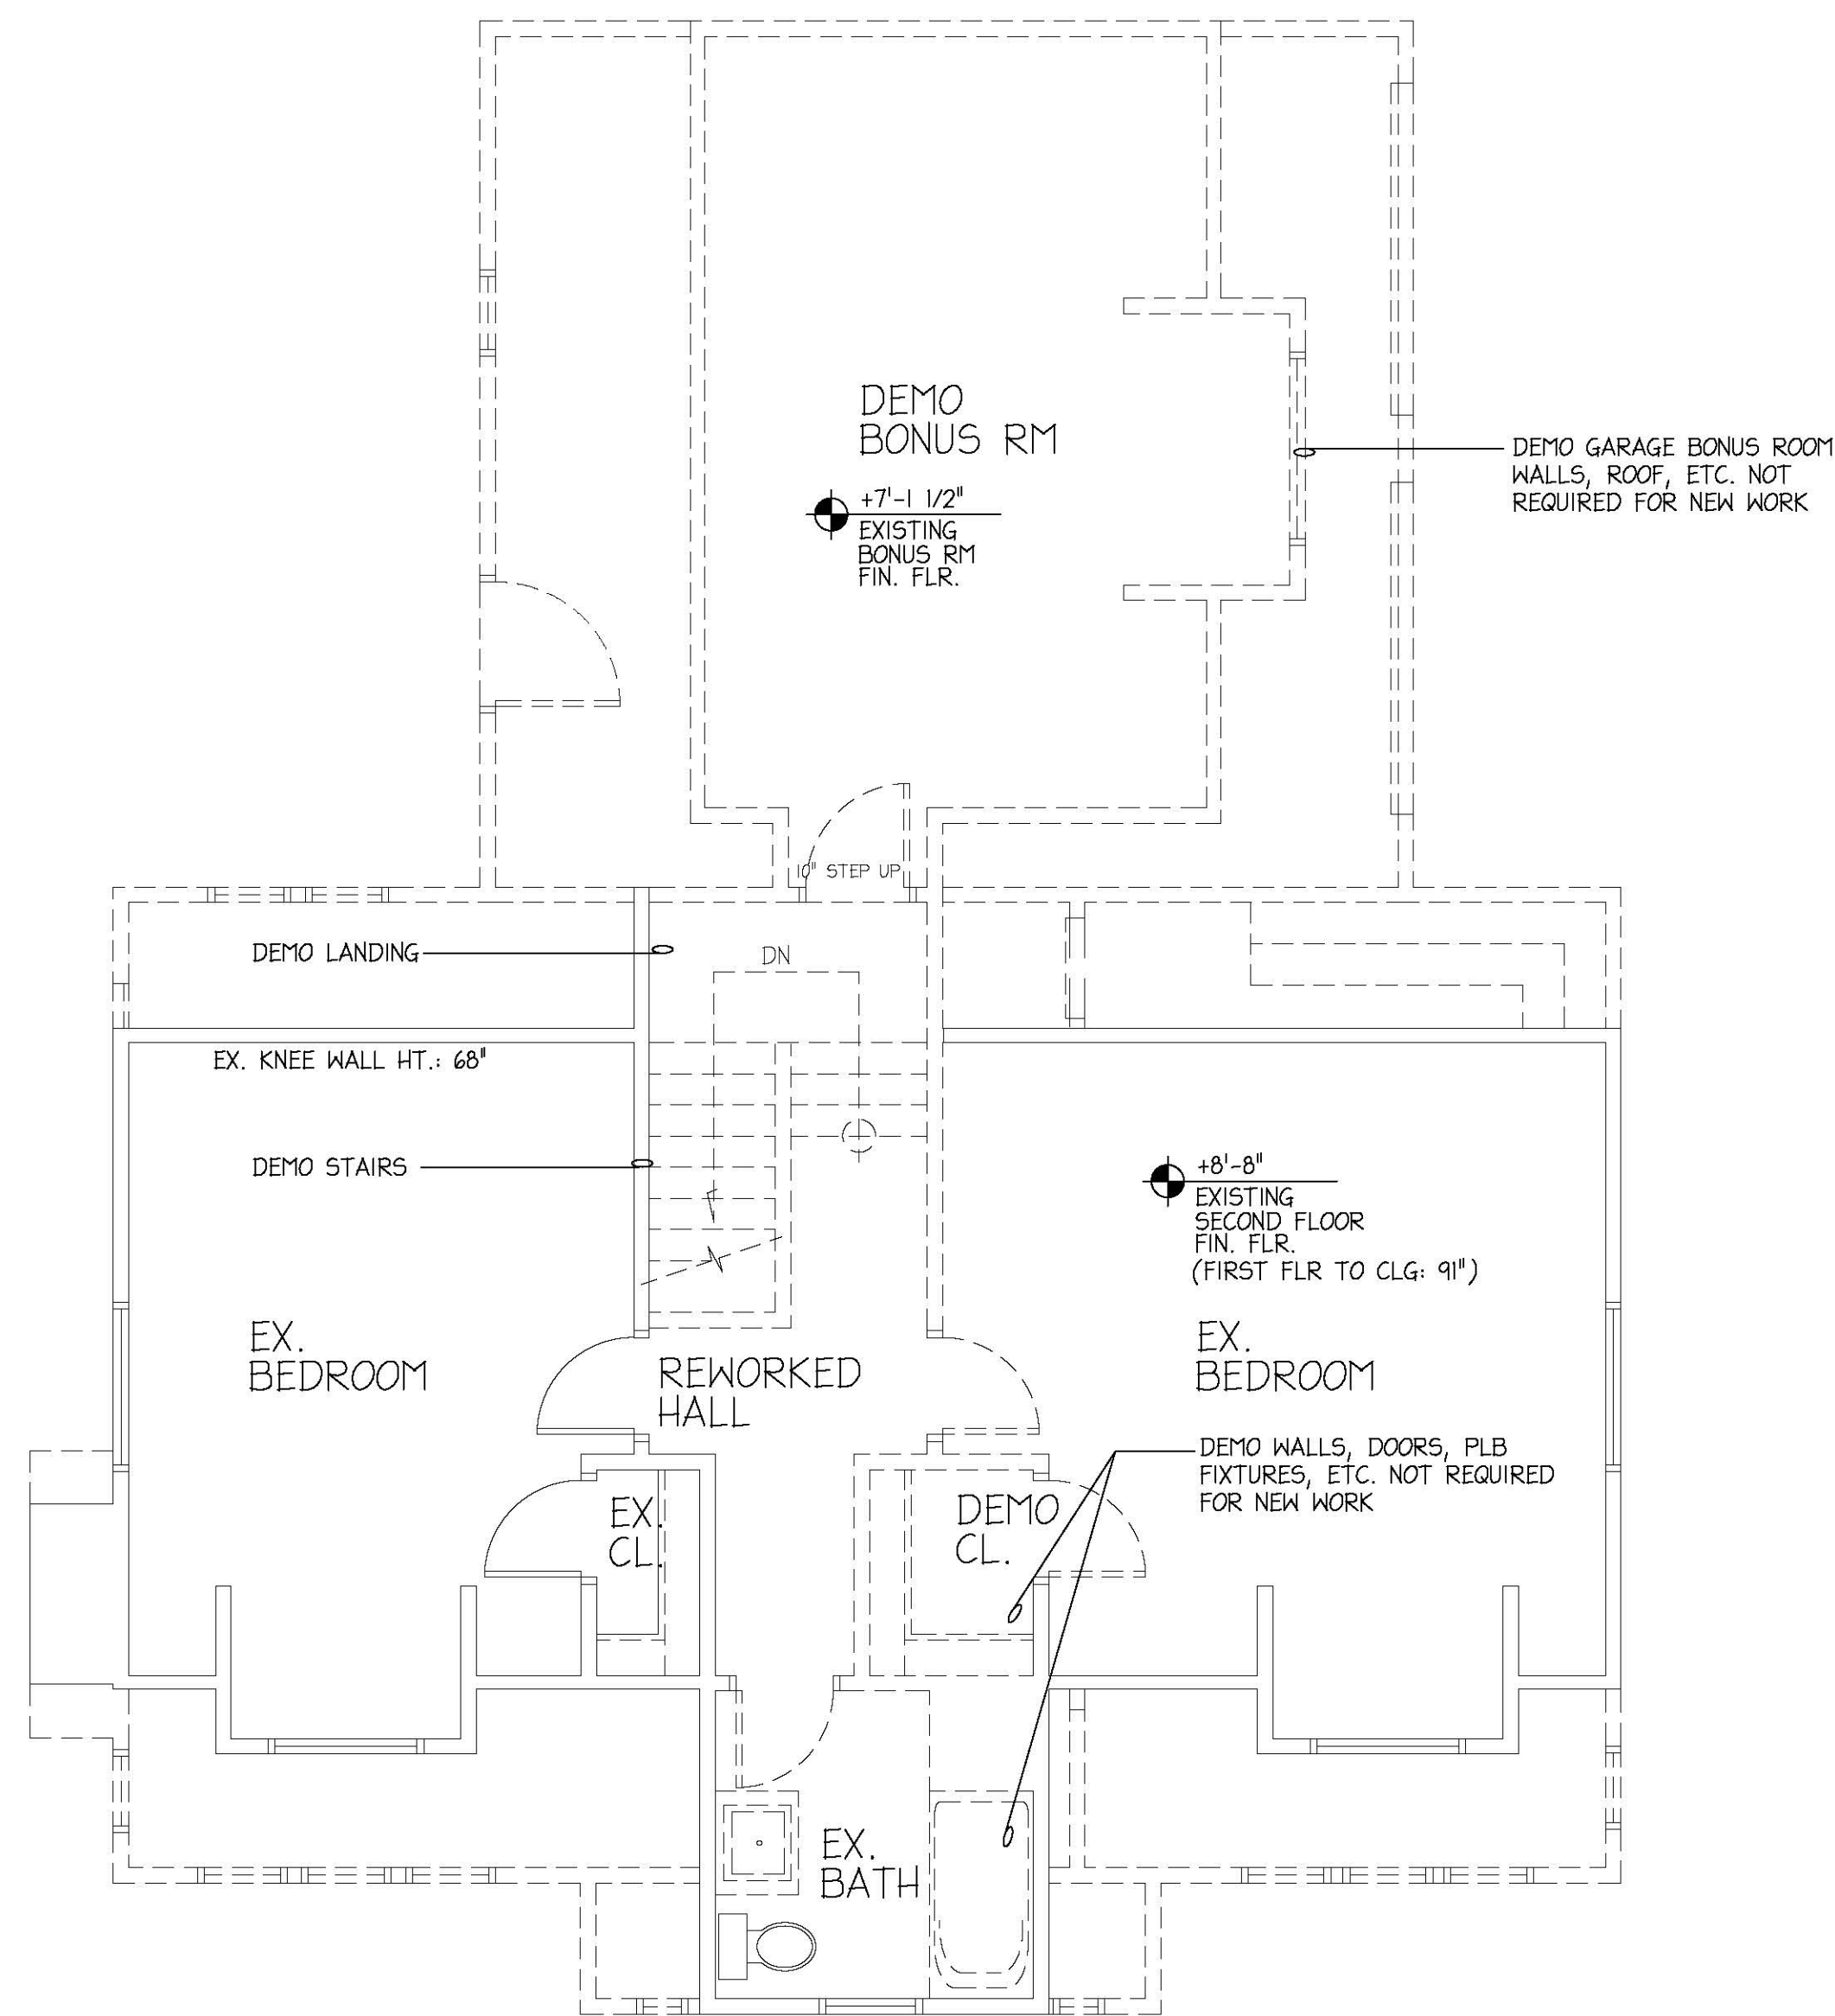 DEMO
BONUS RM
+7'-1 1/2"
EXISTING
BONUS RM
FIN. FLR.
DEMO GARAGE BONUS ROOM
WALLS, ROOF, ETC. NOT
REQUIRED FOR NEW WORK
10" STEP UP
DEMO LANDING
DN
EX. KNEE WALL HT.: 68"
DEMO STAIRS
+8'-8"
EXISTING
SECOND FLOOR
FIN. FLR.
(FIRST FLR TO CLG: 91")
EX.
BEDROOM
REWORKED
HALL
EX.
BEDROOM
DEMO WALLS, DOORS, PLB
FIXTURES, ETC. NOT REQUIRED
FOR NEW WORK
EX.
CL.
DEMO
CL.
EX.
BATH